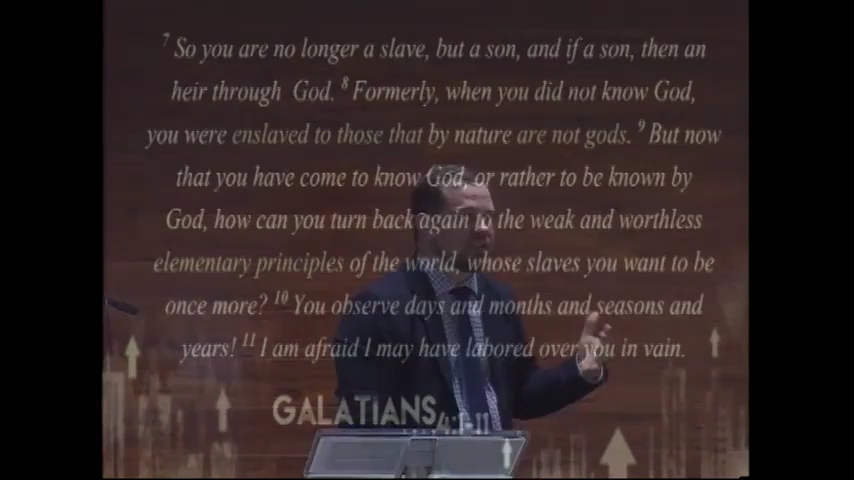 7 So you are no longer a slave, but a son, and if a son, then an
heir through God. 8 Formerly, when you did not know God,
you were enslaved to those that by nature are not gods. 9 But now
that you have come to know God, or rather to be known by
God, how can you turn back again to the weak and worthless
elementary principles of the world, whose slaves you want to be
once more? 10 You observe days and months and seasons and
years! 11 I am afraid I may have labored over you in vain.
GALATIANS 4:1-11